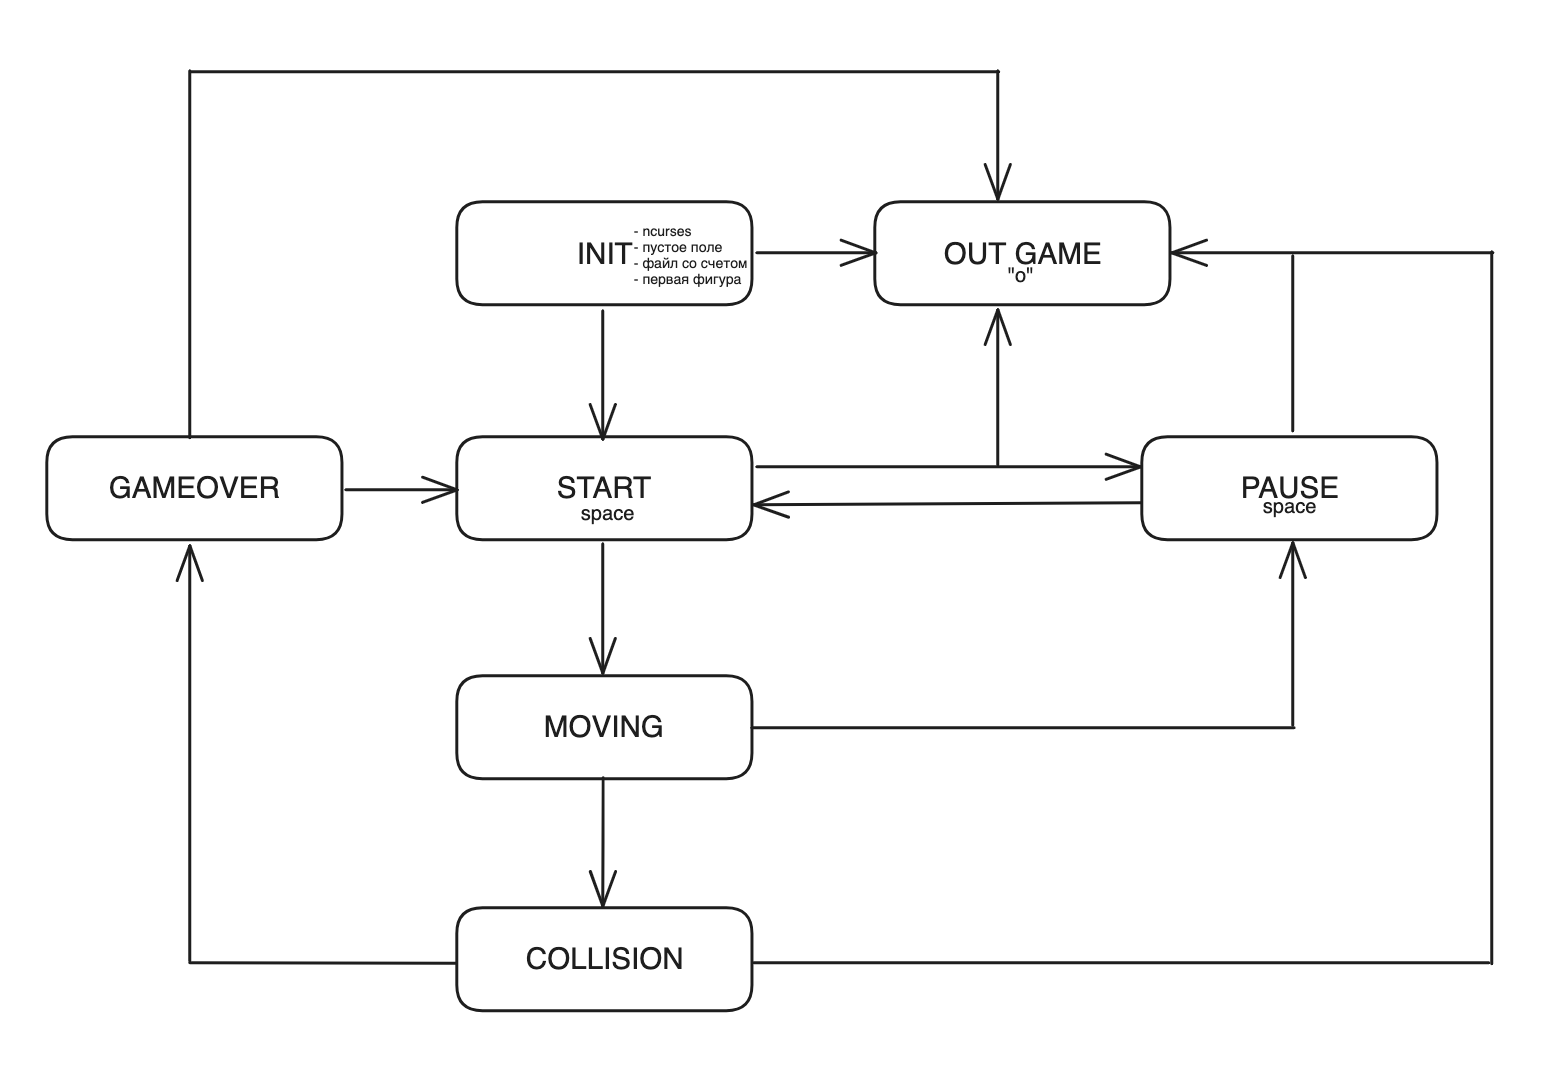 INIT
- ncurses
- пустое поле
- файл со счетом
- первая фигура
OUT GAME
"o"
GAMEOVER
START
space
PAUSE
space
MOVING
COLLISION